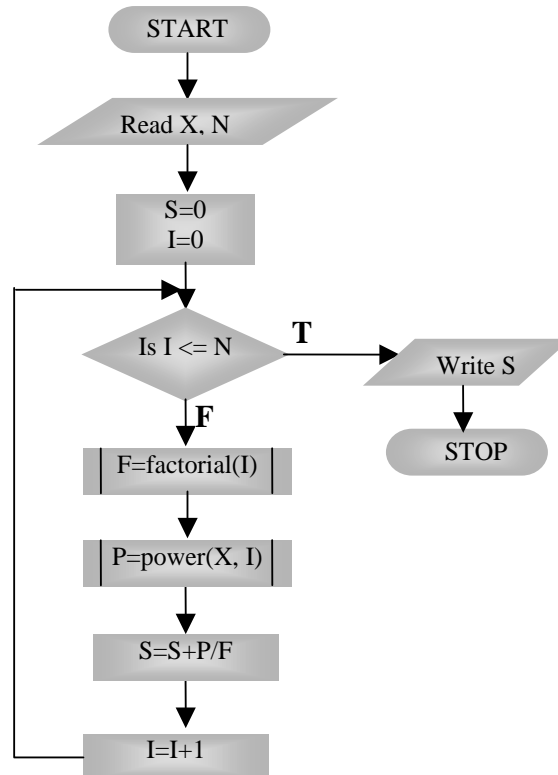 START
Read X, N
S=0
I=0
Is I <= N
T
Write S
F
STOP
F=factorial(I)
P=power(X, I)
S=S+P/F
I=I+1